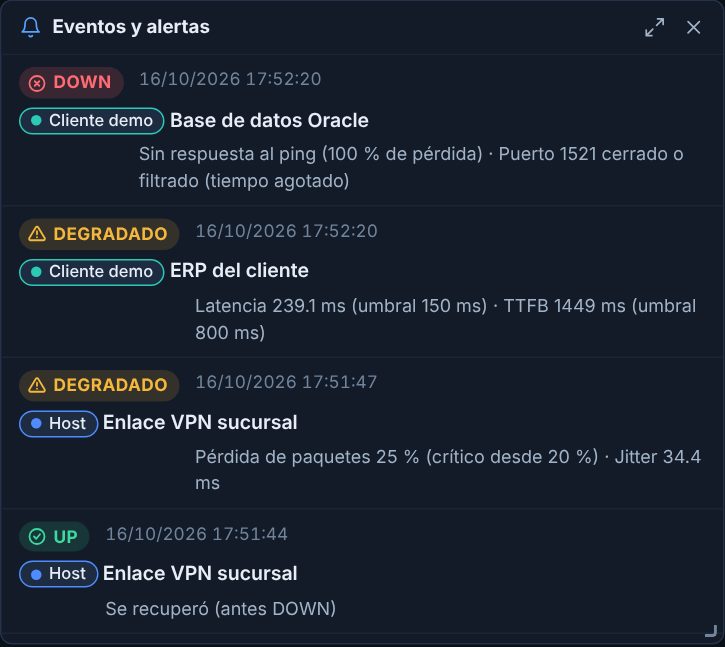 Eventos y alertas
DOWN 16/10/2026 17:52:20
Cliente demo Base de datos Oracle
Sin respuesta al ping (100 % de pérdida) · Puerto 1521 cerrado o
filtrado (tiempo agotado)
DEGRADADO 16/10/2026 17:52:20
Cliente demo ERP del cliente
Latencia 239.1 ms (umbral 150 ms) · TTFB 1449 ms (umbral
800 ms)
DEGRADADO 16/10/2026 17:51:47
Host Enlace VPN sucursal
Pérdida de paquetes 25 % (crítico desde 20 %) · Jitter 34.4
ms
UP 16/10/2026 17:51:44
Host Enlace VPN sucursal
Se recuperó (antes DOWN)